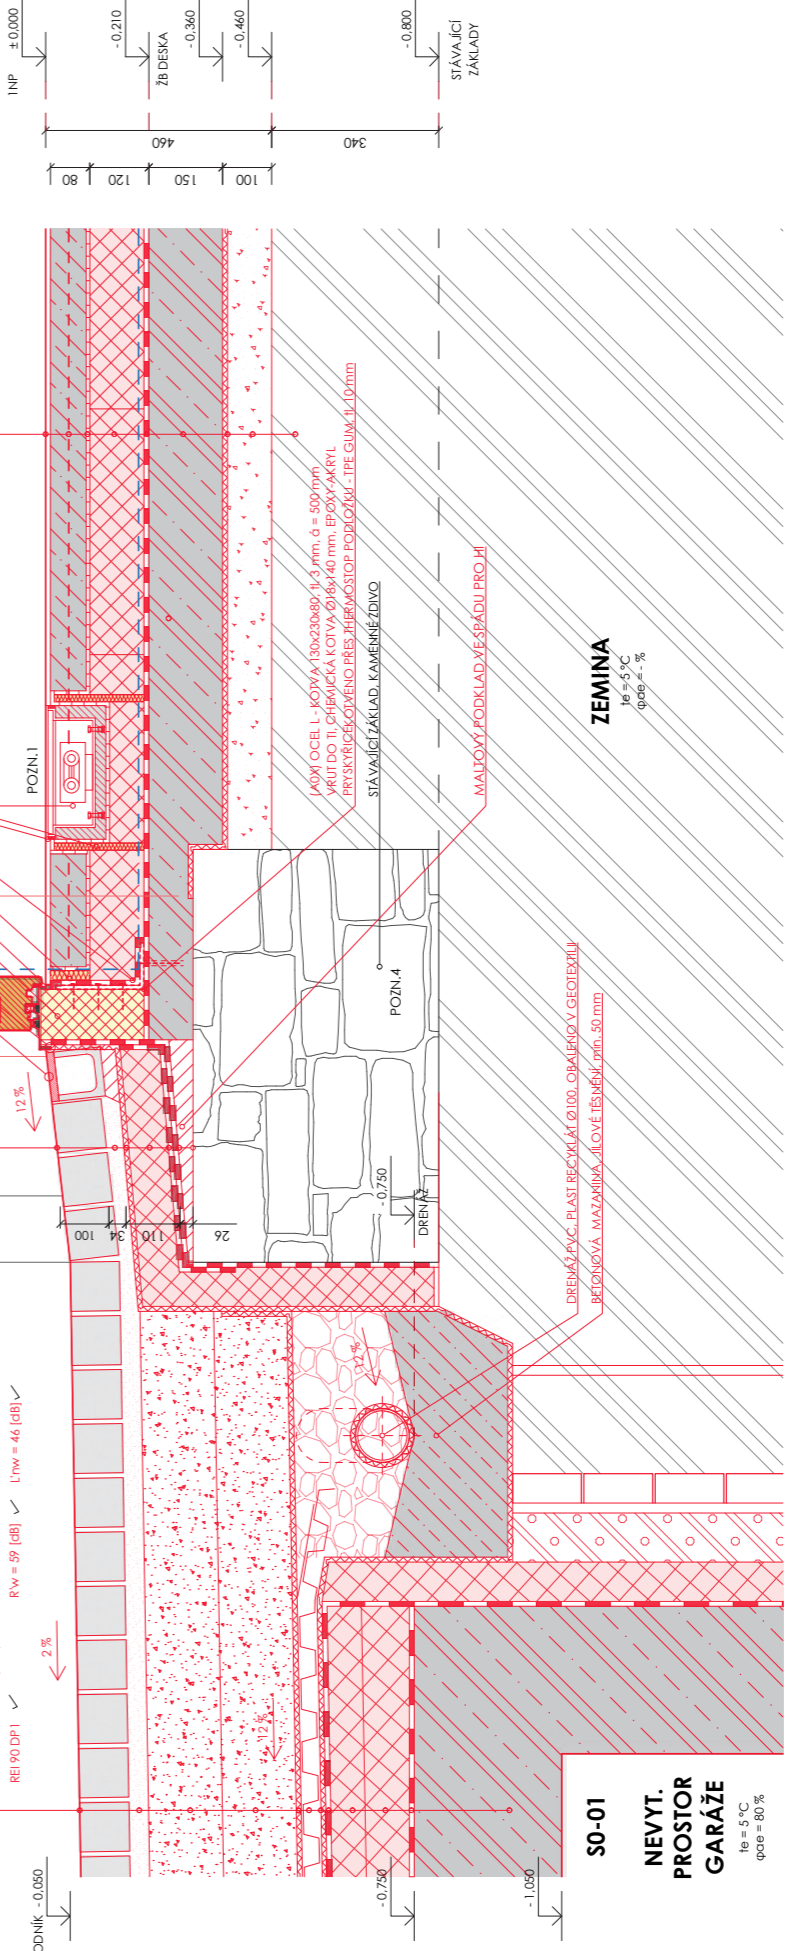 1NP
± 0,000
- 0,210
ŽB DESKA
- 0,360
- 0,460
- 0,800
STÁVAJÍCÍ
ZÁKLADY
460
340
80
120
150
100
POZN.1
(A0X) OCEL L - KOTVA 130x230x80, tl. 3 mm, á = 500 mm
VRUT DO TI, CHEMICKÁ KOTVA Ø18x140 mm, EPOXY-AKRYL
PRYSKYŘICE KOTVENO PŘES THERMOSTOP PODLOŽKU - TPE GUM, tl. 10 mm
STÁVAJÍCÍ ZÁKLAD, KAMENNÉ ZDIVO
MALTOVÝ PODKLAD VE SPÁDU PRO HI
ZEMINA
te = 5 °C
φae = - %
POZN.4
12 %
- 0,750
DRENÁŽ
100
34
110
26
DRENÁŽ PVC, PLAST RECYKLÁT Ø100, OBALENO V GEOTEXTILII
BETONOVÁ MAZANINA, JÍLOVÉ TĚSNĚNÍ, min. 50 mm
12 %
REI 90 DP1 ✓
R'w = 59 [dB] ✓
L'nw = 46 [dB] ✓
2 %
12 %
S0-01
NEVYT.
PROSTOR
GARÁŽE
te = 5 °C
φae = 80 %
ODNÍK - 0,050
- 0,750
- 1,050